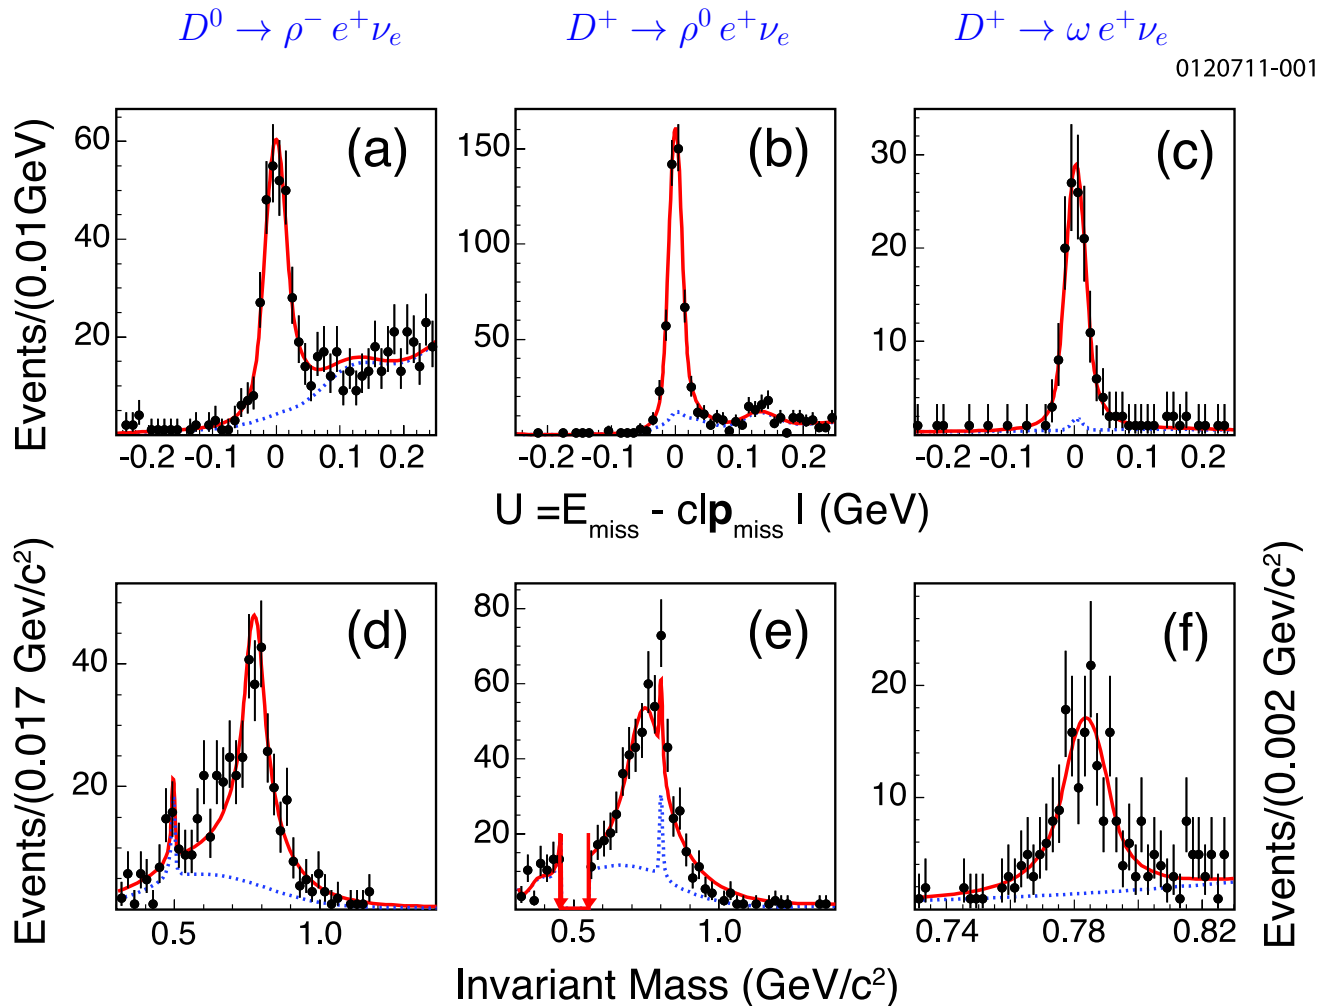 D⁰ → ρ⁻ e⁺νₑ D⁺ → ρ⁰ e⁺νₑ D⁺ → ω e⁺νₑ
0120711-001
Events/(0.01GeV)
60
40
20
(a)
-0.2 -0.1 0 0.1 0.2
150
100
50
(b)
-0.2 -0.1 0 0.1 0.2
30
20
10
(c)
-0.2 -0.1 0 0.1 0.2
U =E_miss - cl𝐩_miss l (GeV)
Events/(0.017 Gev/c²)
40
20
(d)
0.5 1.0
80
60
40
20
(e)
0.5 1.0
20
10
(f)
0.74 0.78 0.82
Events/(0.002 Gev/c²)
Invariant Mass (GeV/c²)